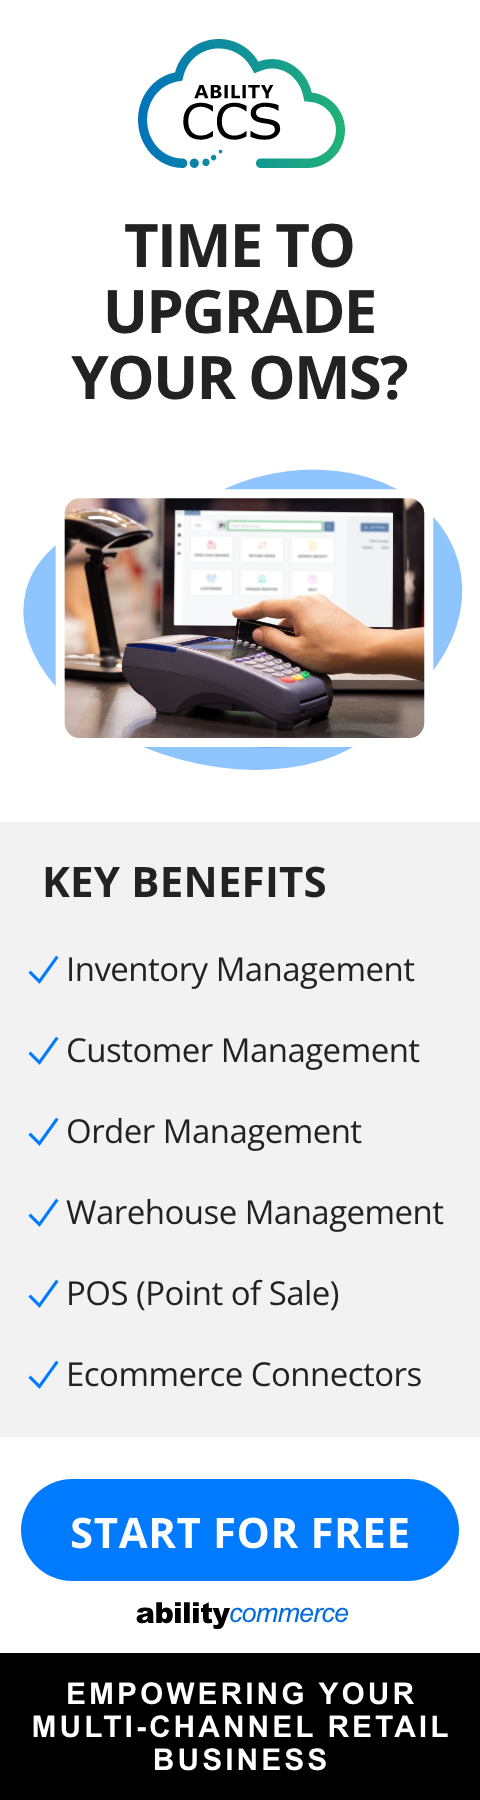 ABILITY
CCS
TIME TO
UPGRADE
YOUR OMS?
KEY BENEFITS
Inventory Management
Customer Management
Order Management
Warehouse Management
POS (Point of Sale)
Ecommerce Connectors
START FOR FREE
abilitycommerce
EMPOWERING YOUR
MULTI-CHANNEL RETAIL
BUSINESS